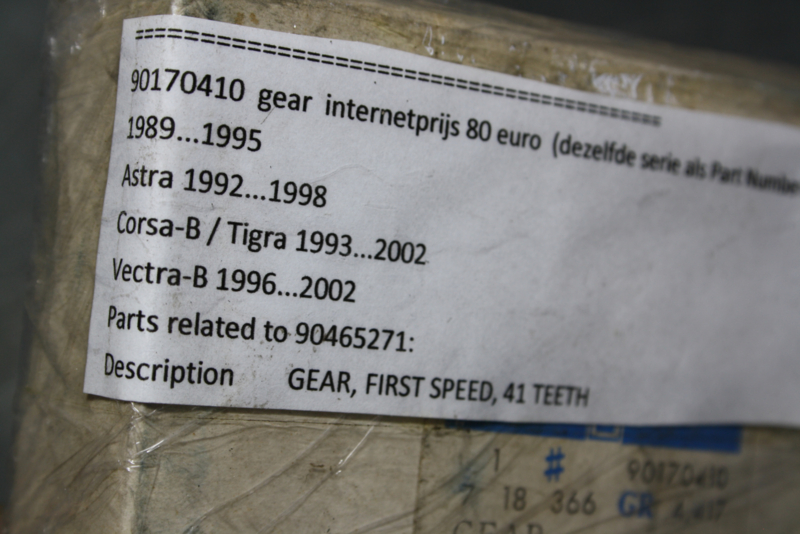 ==================================================
90170410 gear internetprijs 80 euro (dezelfde serie als Part Number
1989...1995
Astra 1992...1998
Corsa-B / Tigra 1993...2002
Vectra-B 1996...2002
Parts related to 90465271:
Description GEAR, FIRST SPEED, 41 TEETH
1 # 90170410
7 18 366 GR
GEAR